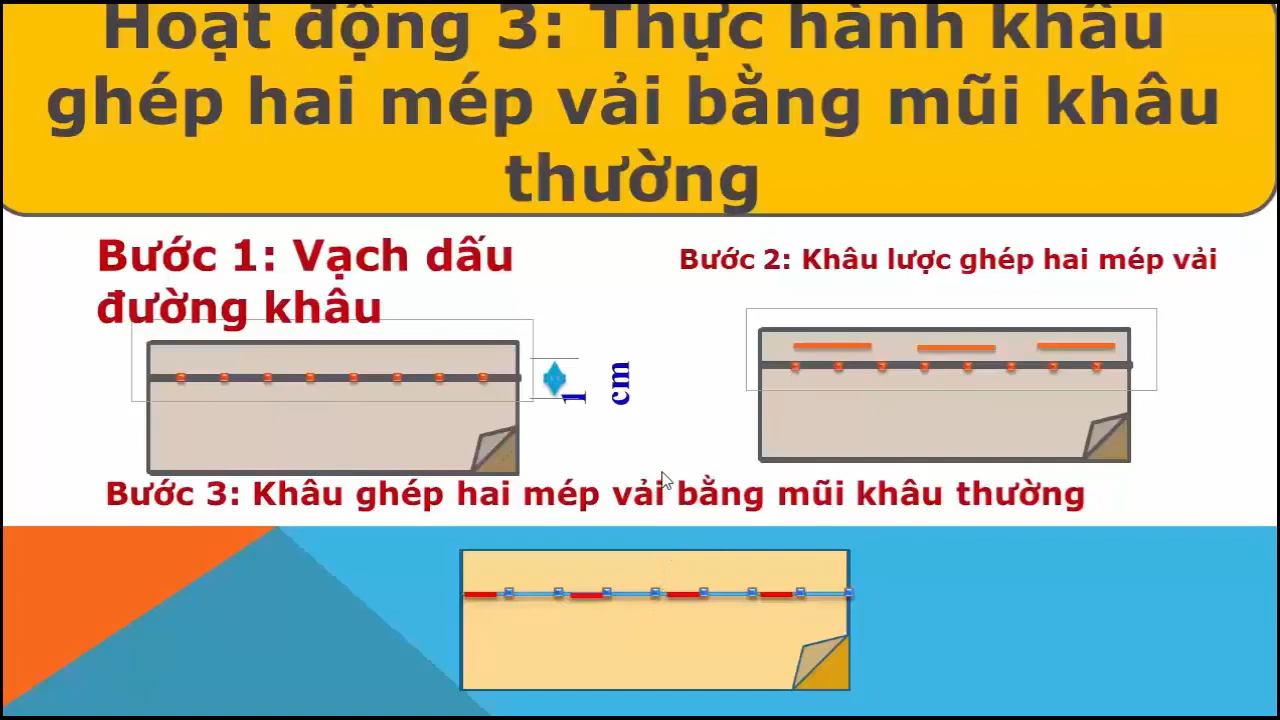 Hoạt động 3: Thực hành khâu
ghép hai mép vải bằng mũi khâu
thường
Bước 1: Vạch dấu
đường khâu
Bước 2: Khâu lược ghép hai mép vải
1
cm
Bước 3: Khâu ghép hai mép vải bằng mũi khâu thường